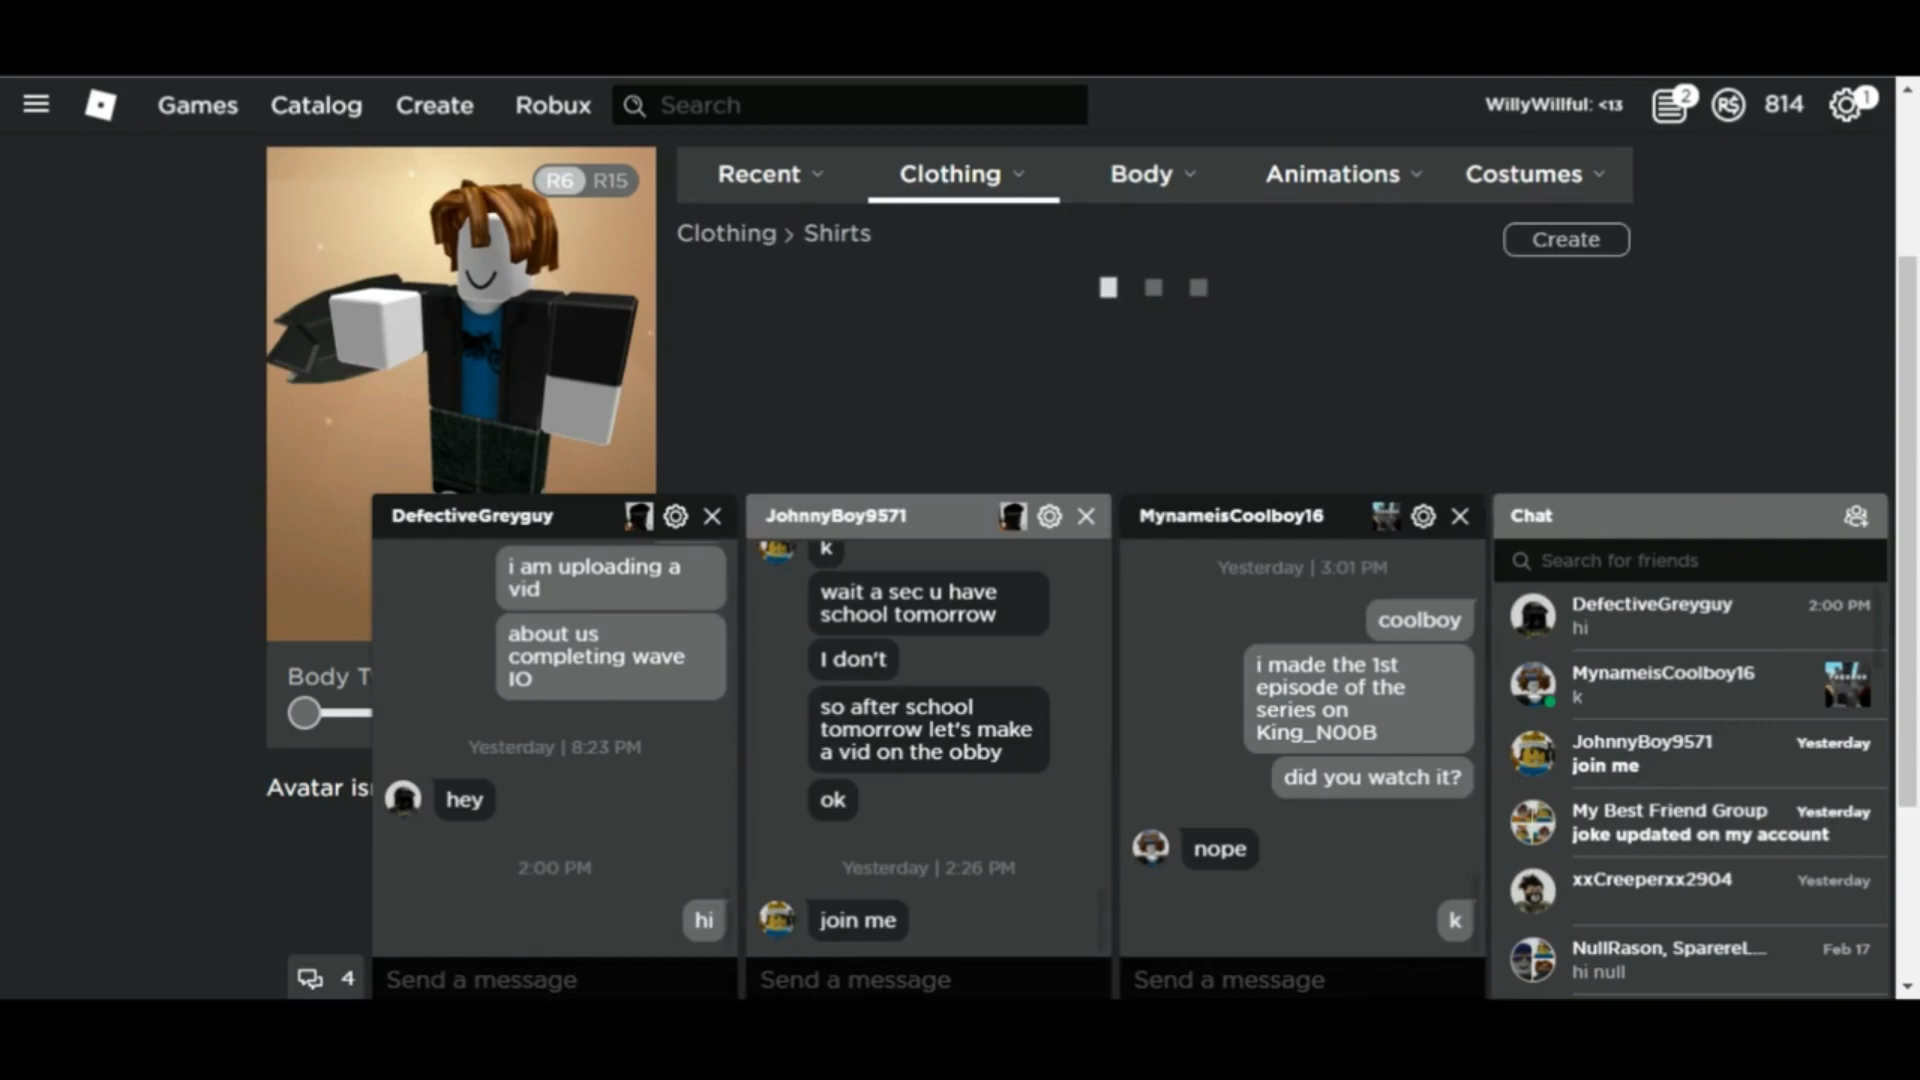 Games
Catalog
Create
Robux
Search
WillyWillful: <13
2
R$
814
1
R6 R15
Recent
Clothing
Body
Animations
Costumes
Clothing > Shirts
Create
Body T
Avatar is
4
DefectiveGreyguy
i am uploading a
vid
about us
completing wave
IO
Yesterday | 8:23 PM
hey
2:00 PM
hi
Send a message
JohnnyBoy9571
k
wait a sec u have
school tomorrow
I don't
so after school
tomorrow let's make
a vid on the obby
ok
Yesterday | 2:26 PM
join me
Send a message
MynameisCoolboy16
Yesterday | 3:01 PM
coolboy
i made the 1st
episode of the
series on
King_N00B
did you watch it?
nope
k
Send a message
Chat
Search for friends
DefectiveGreyguy 2:00 PM
hi
MynameisCoolboy16
k
JohnnyBoy9571 Yesterday
join me
My Best Friend Group Yesterday
joke updated on my account
xxCreeperxx2904 Yesterday
NullRason, SparereL... Feb 17
hi null